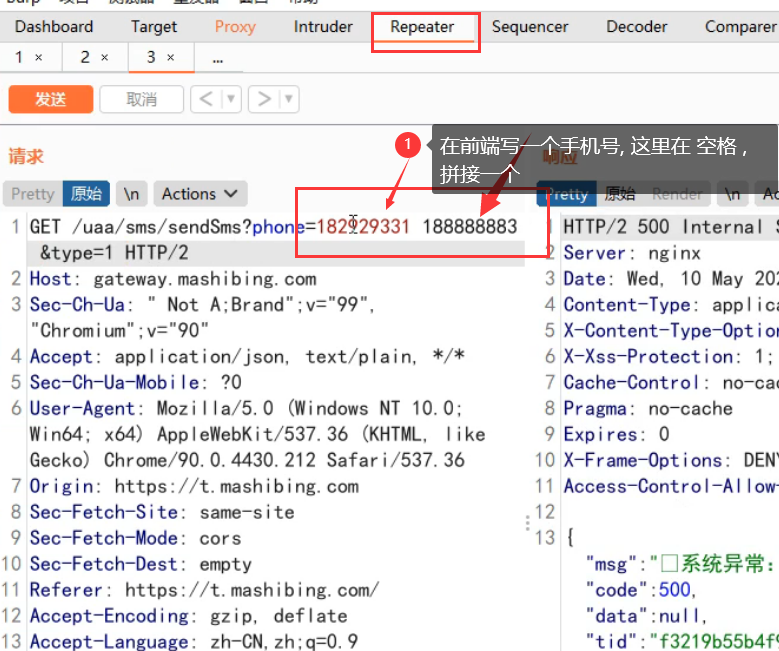 Dashboard Target Proxy Intruder Repeater Sequencer Decoder Comparer
1 × 2 × 3 × ...
发送 取消 < >
1
在前端写一个手机号, 这里在 空格 ,
拼接一个
请求
Pretty 原始 \n Actions
1 GET /uaa/sms/sendSms?phone=182929331 188888883
&type=1 HTTP/2
2 Host: gateway.mashibing.com
3 Sec-Ch-Ua: " Not A;Brand";v="99",
"Chromium";v="90"
4 Accept: application/json, text/plain, */*
5 Sec-Ch-Ua-Mobile: ?0
6 User-Agent: Mozilla/5.0 (Windows NT 10.0;
Win64; x64) AppleWebKit/537.36 (KHTML, like
Gecko) Chrome/90.0.4430.212 Safari/537.36
7 Origin: https://t.mashibing.com
8 Sec-Fetch-Site: same-site
9 Sec-Fetch-Mode: cors
10 Sec-Fetch-Dest: empty
11 Referer: https://t.mashibing.com/
12 Accept-Encoding: gzip, deflate
13 Accept-Language: zh-CN,zh;q=0.9
响应
Pretty 原始 Render \n Ac
1 HTTP/2 500 Internal S
2 Server: nginx
3 Date: Wed, 10 May 202
4 Content-Type: applica
5 X-Content-Type-Option
6 X-Xss-Protection: 1;
7 Cache-Control: no-cac
8 Pragma: no-cache
9 Expires: 0
10 X-Frame-Options: DENY
11 Access-Control-Allow-
12
13 {
"msg":"□系统异常:
"code":500,
"data":null,
"tid":"f3219b55b4f9